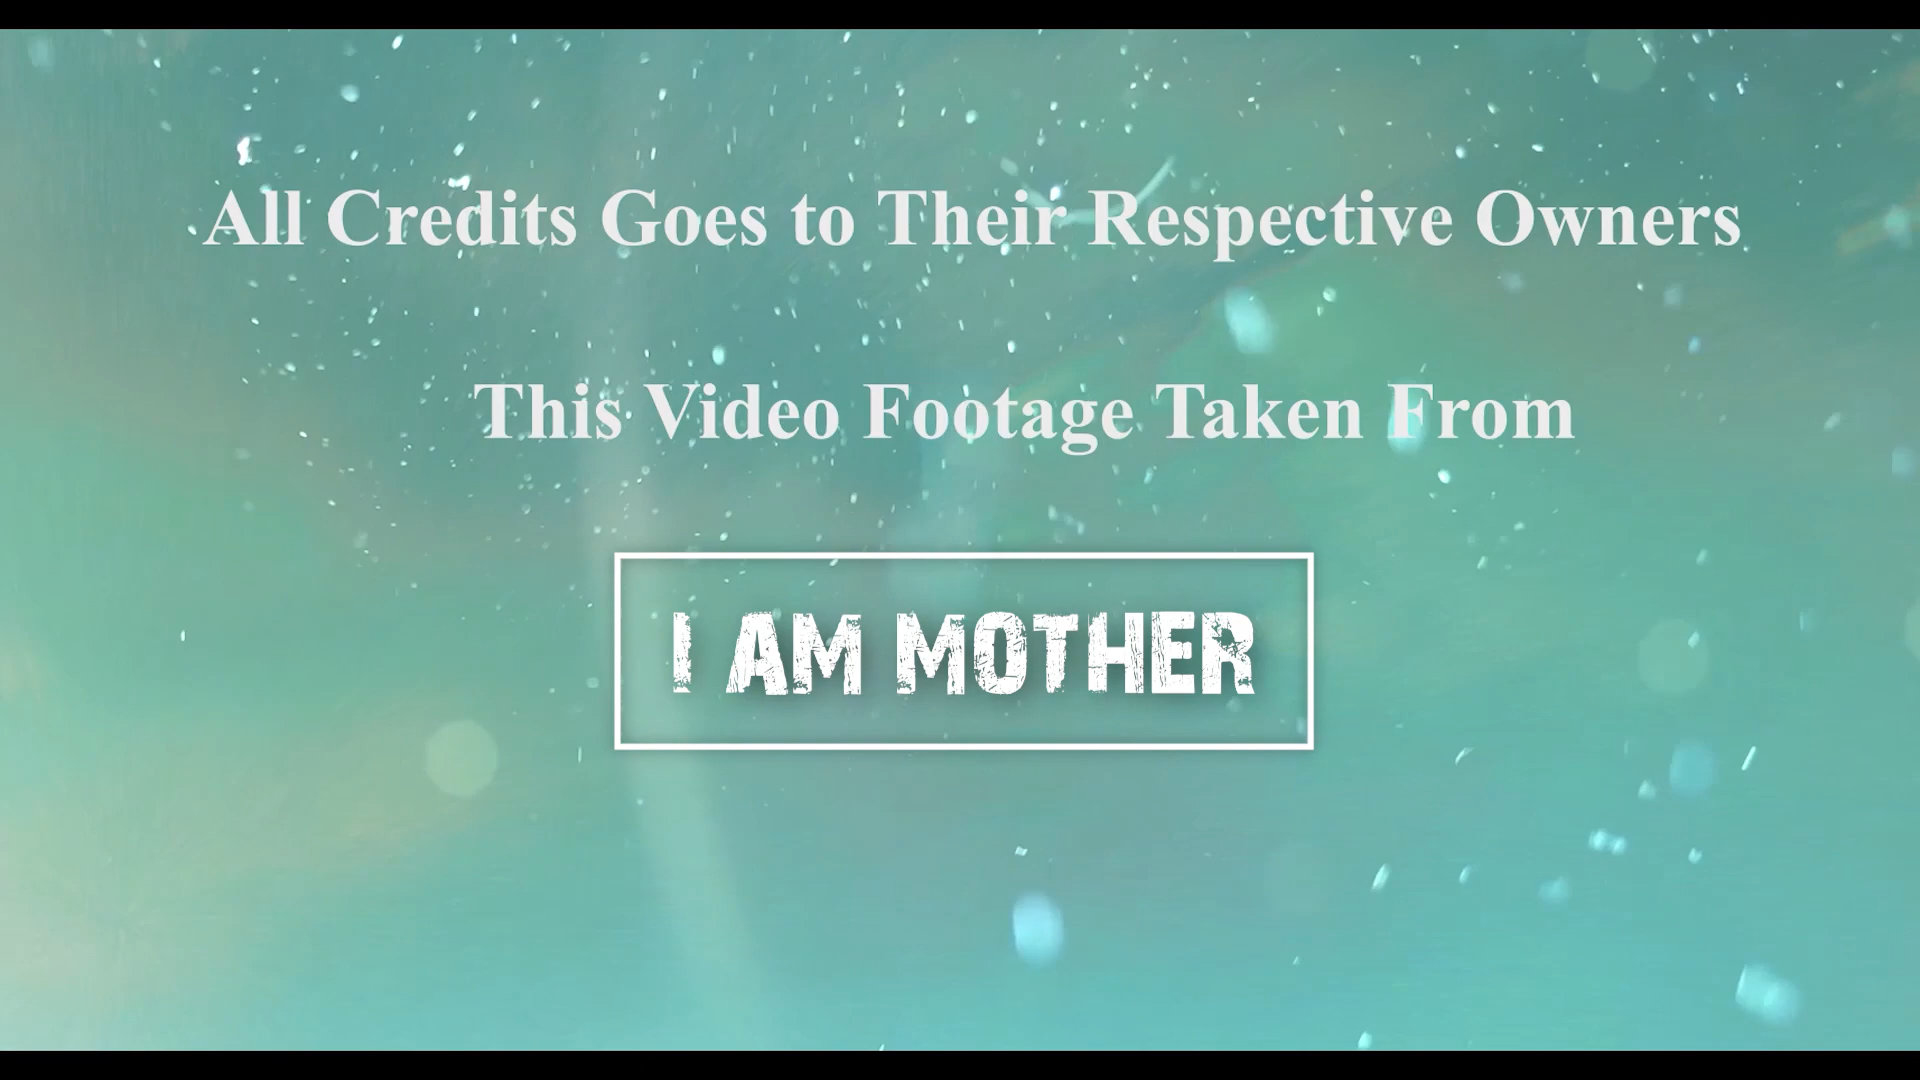 All Credits Goes to Their Respective Owners
This Video Footage Taken From
I AM MOTHER